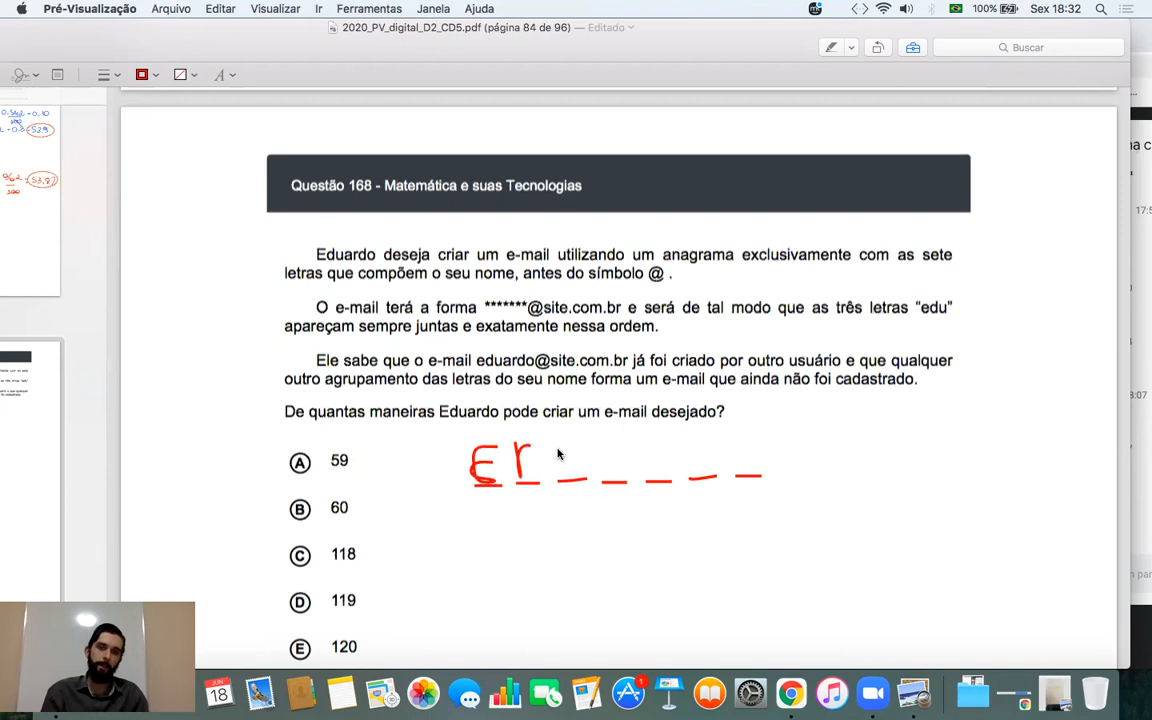 Pré-Visualização Arquivo Editar Visualizar Ir Ferramentas Janela Ajuda 100% Sex 18:32
2020_PV_digital_D2_CD5.pdf (página 84 de 96) — Editado
Buscar
Questão 168 - Matemática e suas Tecnologias
Eduardo deseja criar um e-mail utilizando um anagrama exclusivamente com as sete
letras que compõem o seu nome, antes do símbolo @ .
O e-mail terá a forma *******@site.com.br e será de tal modo que as três letras “edu”
apareçam sempre juntas e exatamente nessa ordem.
Ele sabe que o e-mail eduardo@site.com.br já foi criado por outro usuário e que qualquer
outro agrupamento das letras do seu nome forma um e-mail que ainda não foi cadastrado.
De quantas maneiras Eduardo pode criar um e-mail desejado?
A 59
E r _ _ _ _ _
B 60
C 118
D 119
E 120
JUN
18
1